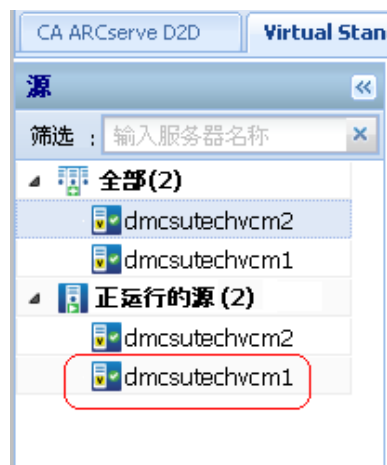 CA ARCserve D2D Virtual Stan
源
筛选 : 输入服务器名称
全部(2)
dmcsutechvcm2
dmcsutechvcm1
正运行的源 (2)
dmcsutechvcm2
dmcsutechvcm1